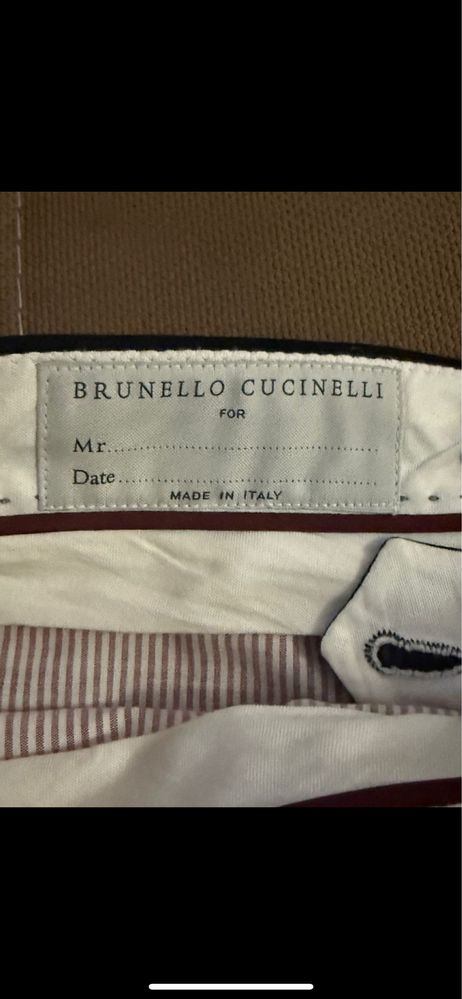 BRUNELLO CUCINELLI
FOR
Mr..............................................
Date............................................
MADE IN ITALY